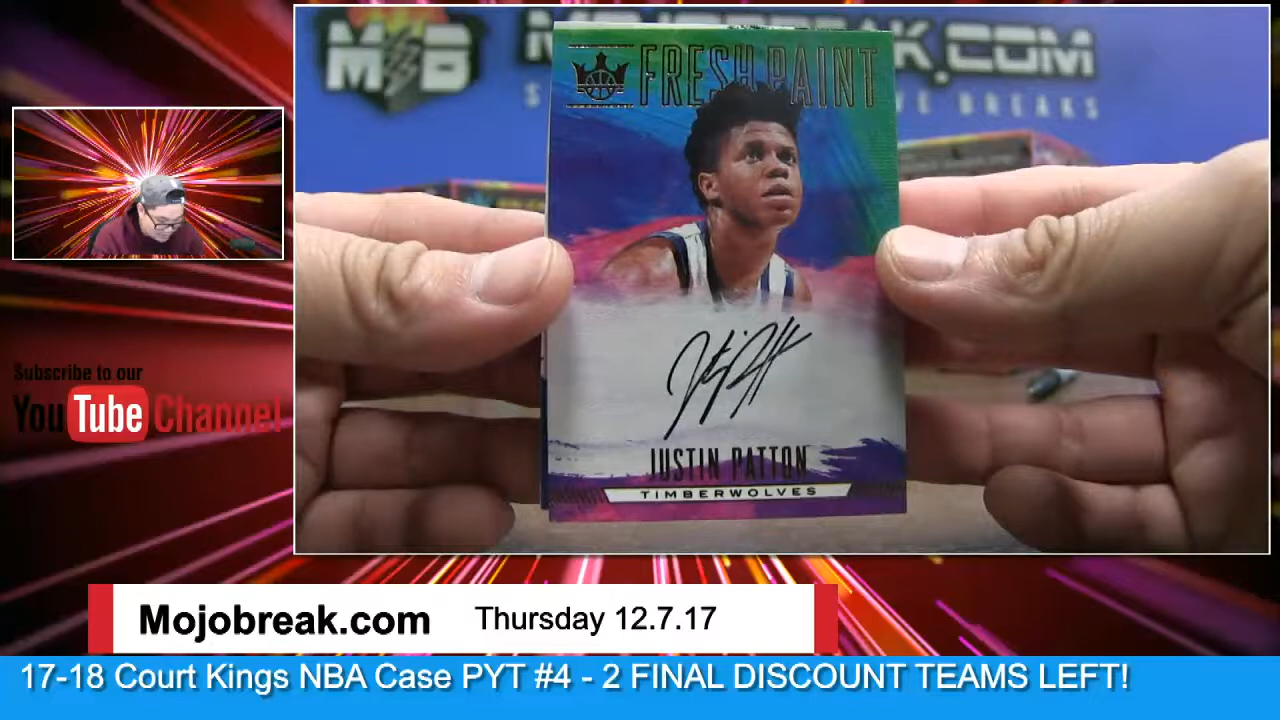 MB
FRESH PAINT
JUSTIN PATTON
TIMBERWOLVES
Subscribe to our
YouTube Channel
Mojobreak.com
Thursday 12.7.17
17-18 Court Kings NBA Case PYT #4 - 2 FINAL DISCOUNT TEAMS LEFT!